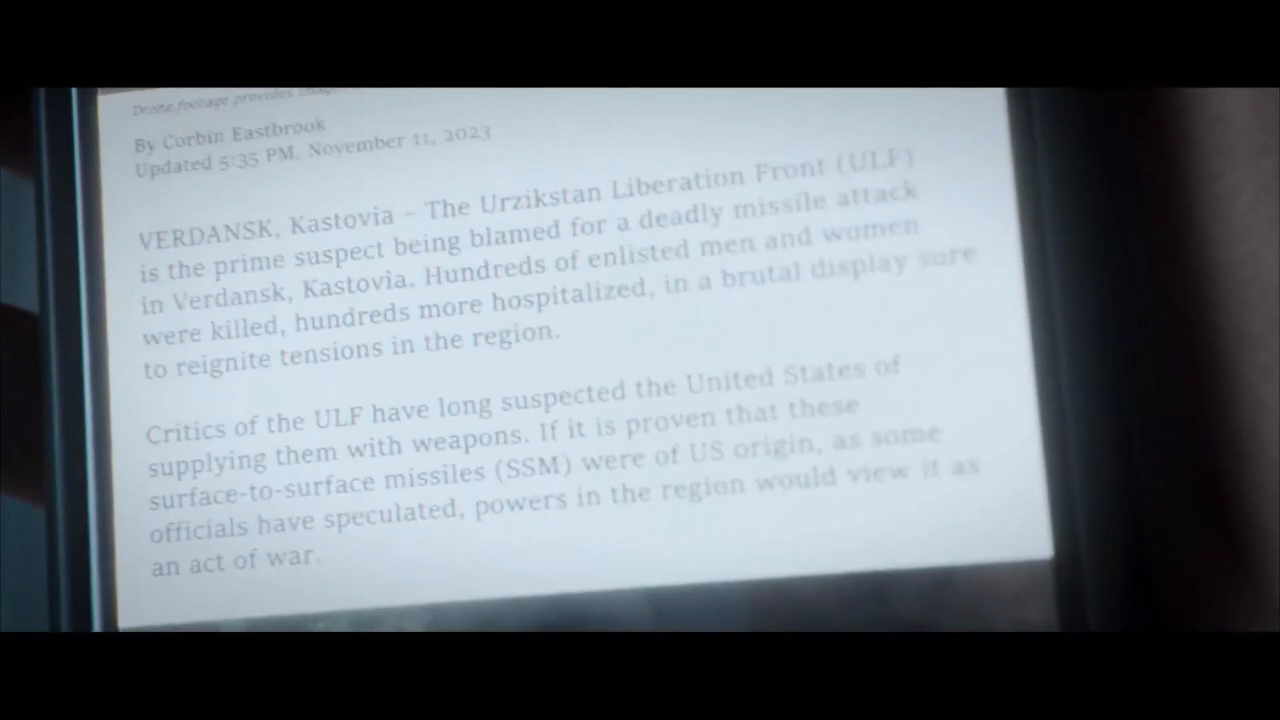 Drone footage provides
By Corbin Eastbrook
Updated 5:35 PM, November 11, 2023
VERDANSK, Kastovia – The Urzikstan Liberation Front (ULF)
is the prime suspect being blamed for a deadly missile attack
in Verdansk, Kastovia. Hundreds of enlisted men and women
were killed, hundreds more hospitalized, in a brutal display sure
to reignite tensions in the region.
Critics of the ULF have long suspected the United States of
supplying them with weapons. If it is proven that these
surface-to-surface missiles (SSM) were of US origin, as some
officials have speculated, powers in the region would view it as
an act of war.